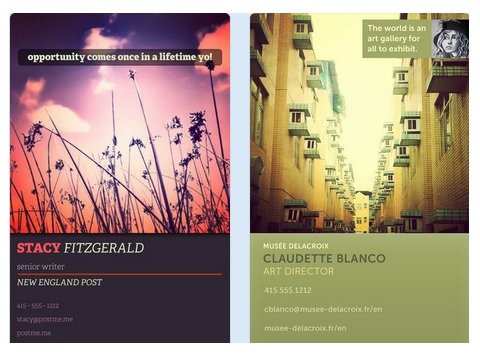 opportunity comes once in a lifetime yo!
STACY FITZGERALD
senior writer
NEW ENGLAND POST
415 - 555 - 1212
stacy@postme.me
postme.me
The world is an
art gallery for
all to exhibit.
MUSÉE DELACROIX
CLAUDETTE BLANCO
ART DIRECTOR
415.555.1212
cblanco@musee-delacroix.fr/en
musee-delacroix.fr/en